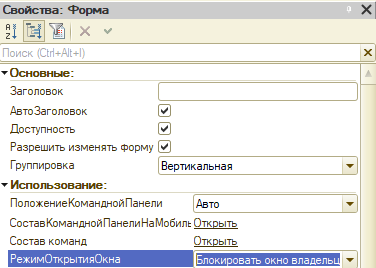 Свойства: Форма
Поиск (Ctrl+Alt+I)
Основные:
Заголовок
АвтоЗаголовок
Доступность
Разрешить изменять форму
Группировка Вертикальная
Использование:
ПоложениеКоманднойПанели Авто
СоставКоманднойПанелиНаМобиль Открыть
Состав команд Открыть
РежимОткрытияОкна Блокировать окно владельц